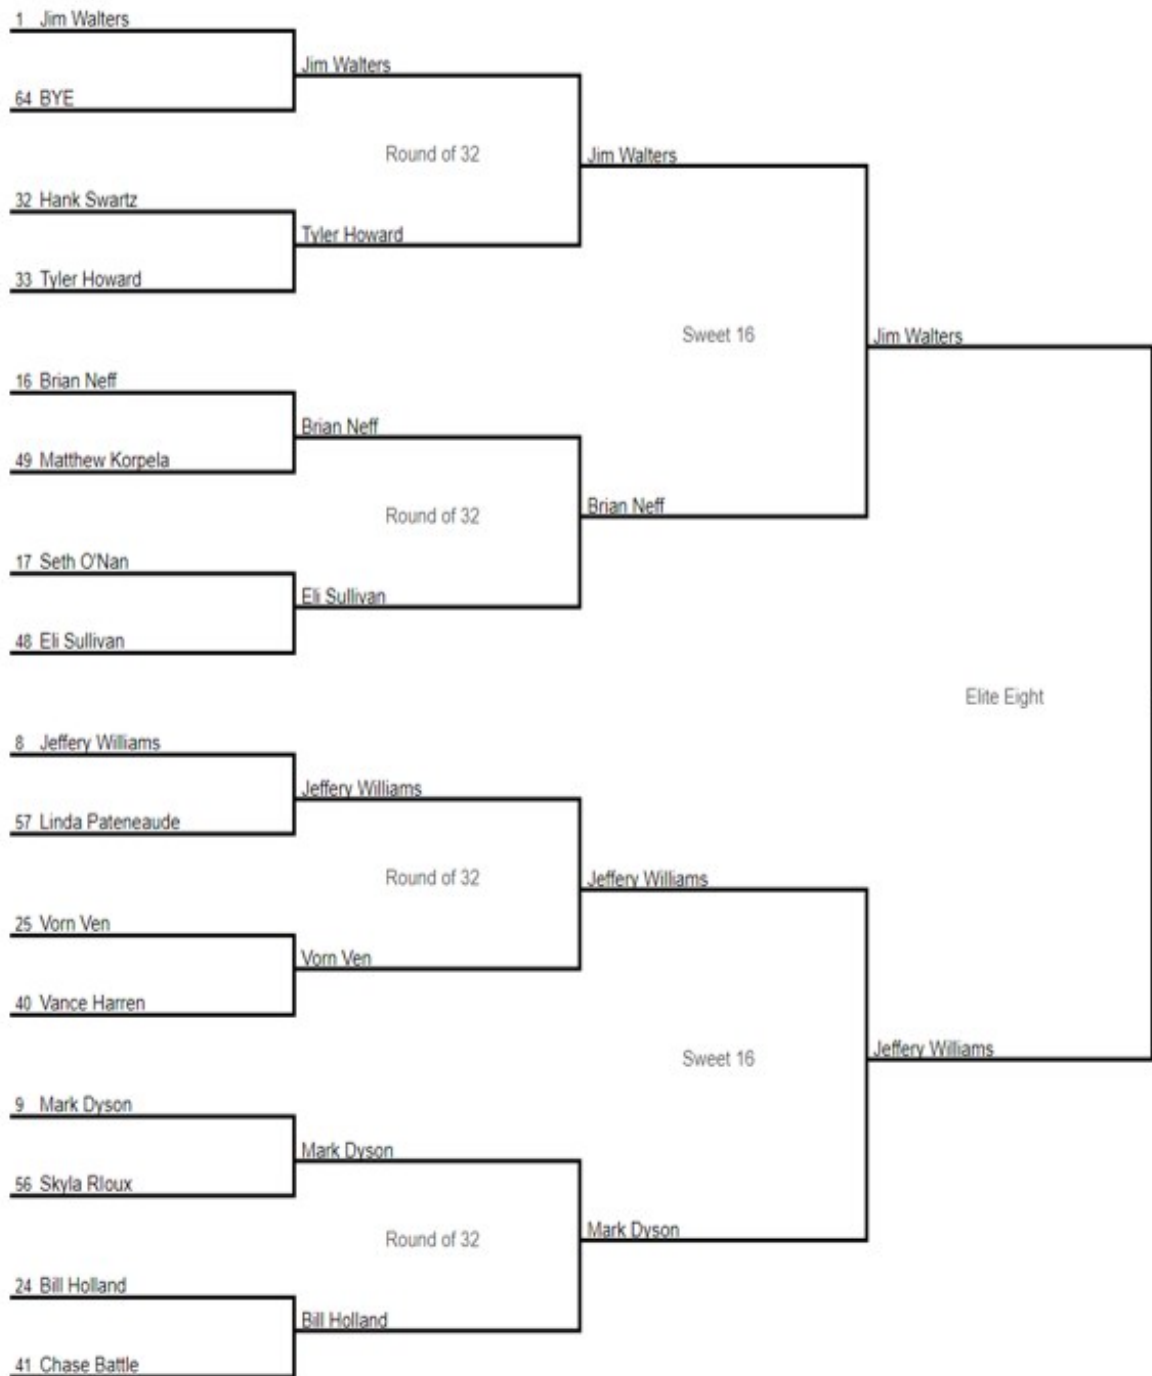 1 Jim Walters
Jim Walters
64 BYE
Round of 32
Jim Walters
32 Hank Swartz
Tyler Howard
33 Tyler Howard
Sweet 16
Jim Walters
16 Brian Neff
Brian Neff
49 Matthew Korpela
Round of 32
Brian Neff
17 Seth O'Nan
Eli Sullivan
48 Eli Sullivan
Elite Eight
8 Jeffery Williams
Jeffery Williams
57 Linda Pateneaude
Round of 32
Jeffery Williams
25 Vorn Ven
Vorn Ven
40 Vance Harren
Sweet 16
Jeffery Williams
9 Mark Dyson
Mark Dyson
56 Skyla RIoux
Round of 32
Mark Dyson
24 Bill Holland
Bill Holland
41 Chase Battle